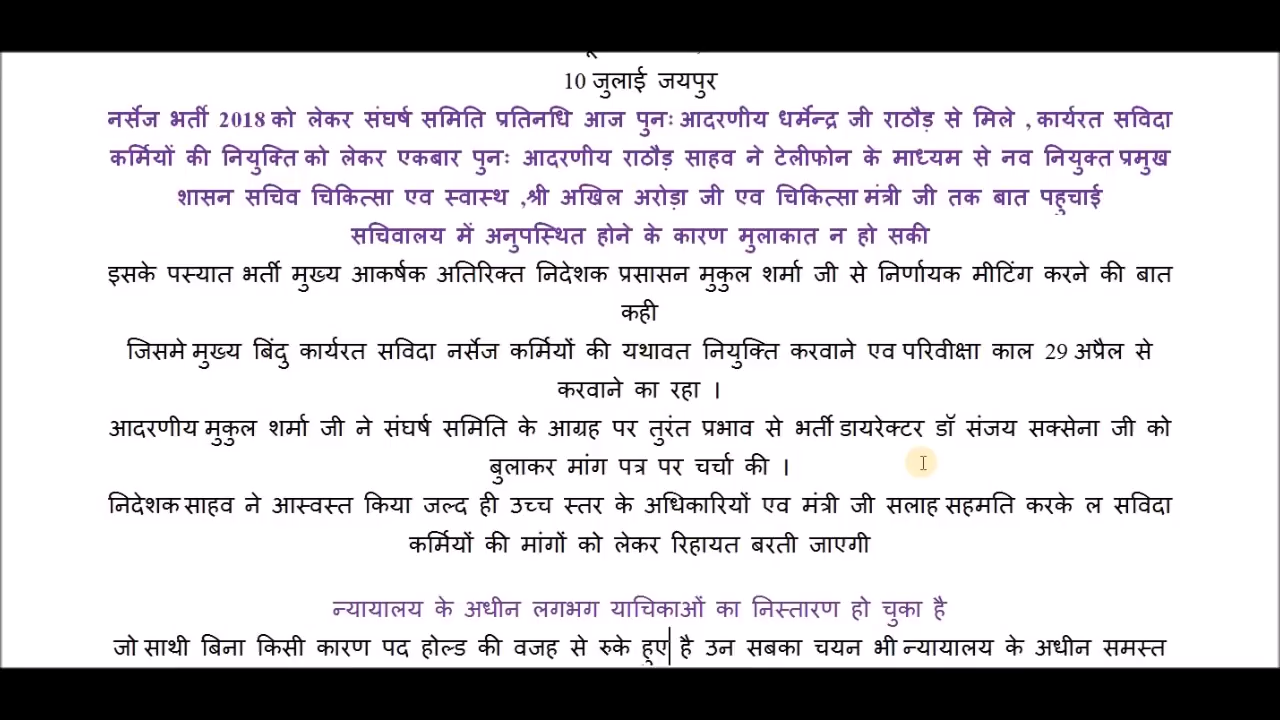 10 जुलाई जयपुर
नर्सेज भर्ती 2018 को लेकर संघर्ष समिति प्रतिनधि आज पुनः आदरणीय धर्मेन्द्र जी राठौड़ से मिले , कार्यरत सविदा
कर्मियों की नियुक्ति को लेकर एकबार पुनः आदरणीय राठौड़ साहव ने टेलीफोन के माध्यम से नव नियुक्त प्रमुख
शासन सचिव चिकित्सा एव स्वास्थ ,श्री अखिल अरोड़ा जी एव चिकित्सा मंत्री जी तक बात पहुचाई
सचिवालय में अनुपस्थित होने के कारण मुलाकात न हो सकी
इसके पस्यात भर्ती मुख्य आकर्षक अतिरिक्त निदेशक प्रसासन मुकुल शर्मा जी से निर्णायक मीटिंग करने की बात
कही
जिसमे मुख्य बिंदु कार्यरत सविदा नर्सेज कर्मियों की यथावत नियुक्ति करवाने एव परिवीक्षा काल 29 अप्रैल से
करवाने का रहा ।
आदरणीय मुकुल शर्मा जी ने संघर्ष समिति के आग्रह पर तुरंत प्रभाव से भर्ती डायरेक्टर डॉ संजय सक्सेना जी को
बुलाकर मांग पत्र पर चर्चा की ।
निदेशक साहव ने आस्वस्त किया जल्द ही उच्च स्तर के अधिकारियों एव मंत्री जी सलाह सहमति करके ल सविदा
कर्मियों की मांगों को लेकर रिहायत बरती जाएगी
न्यायालय के अधीन लगभग याचिकाओं का निस्तारण हो चुका है
जो साथी बिना किसी कारण पद होल्ड की वजह से रुके हूए है उन सबका चयन भी न्यायालय के अधीन समस्त